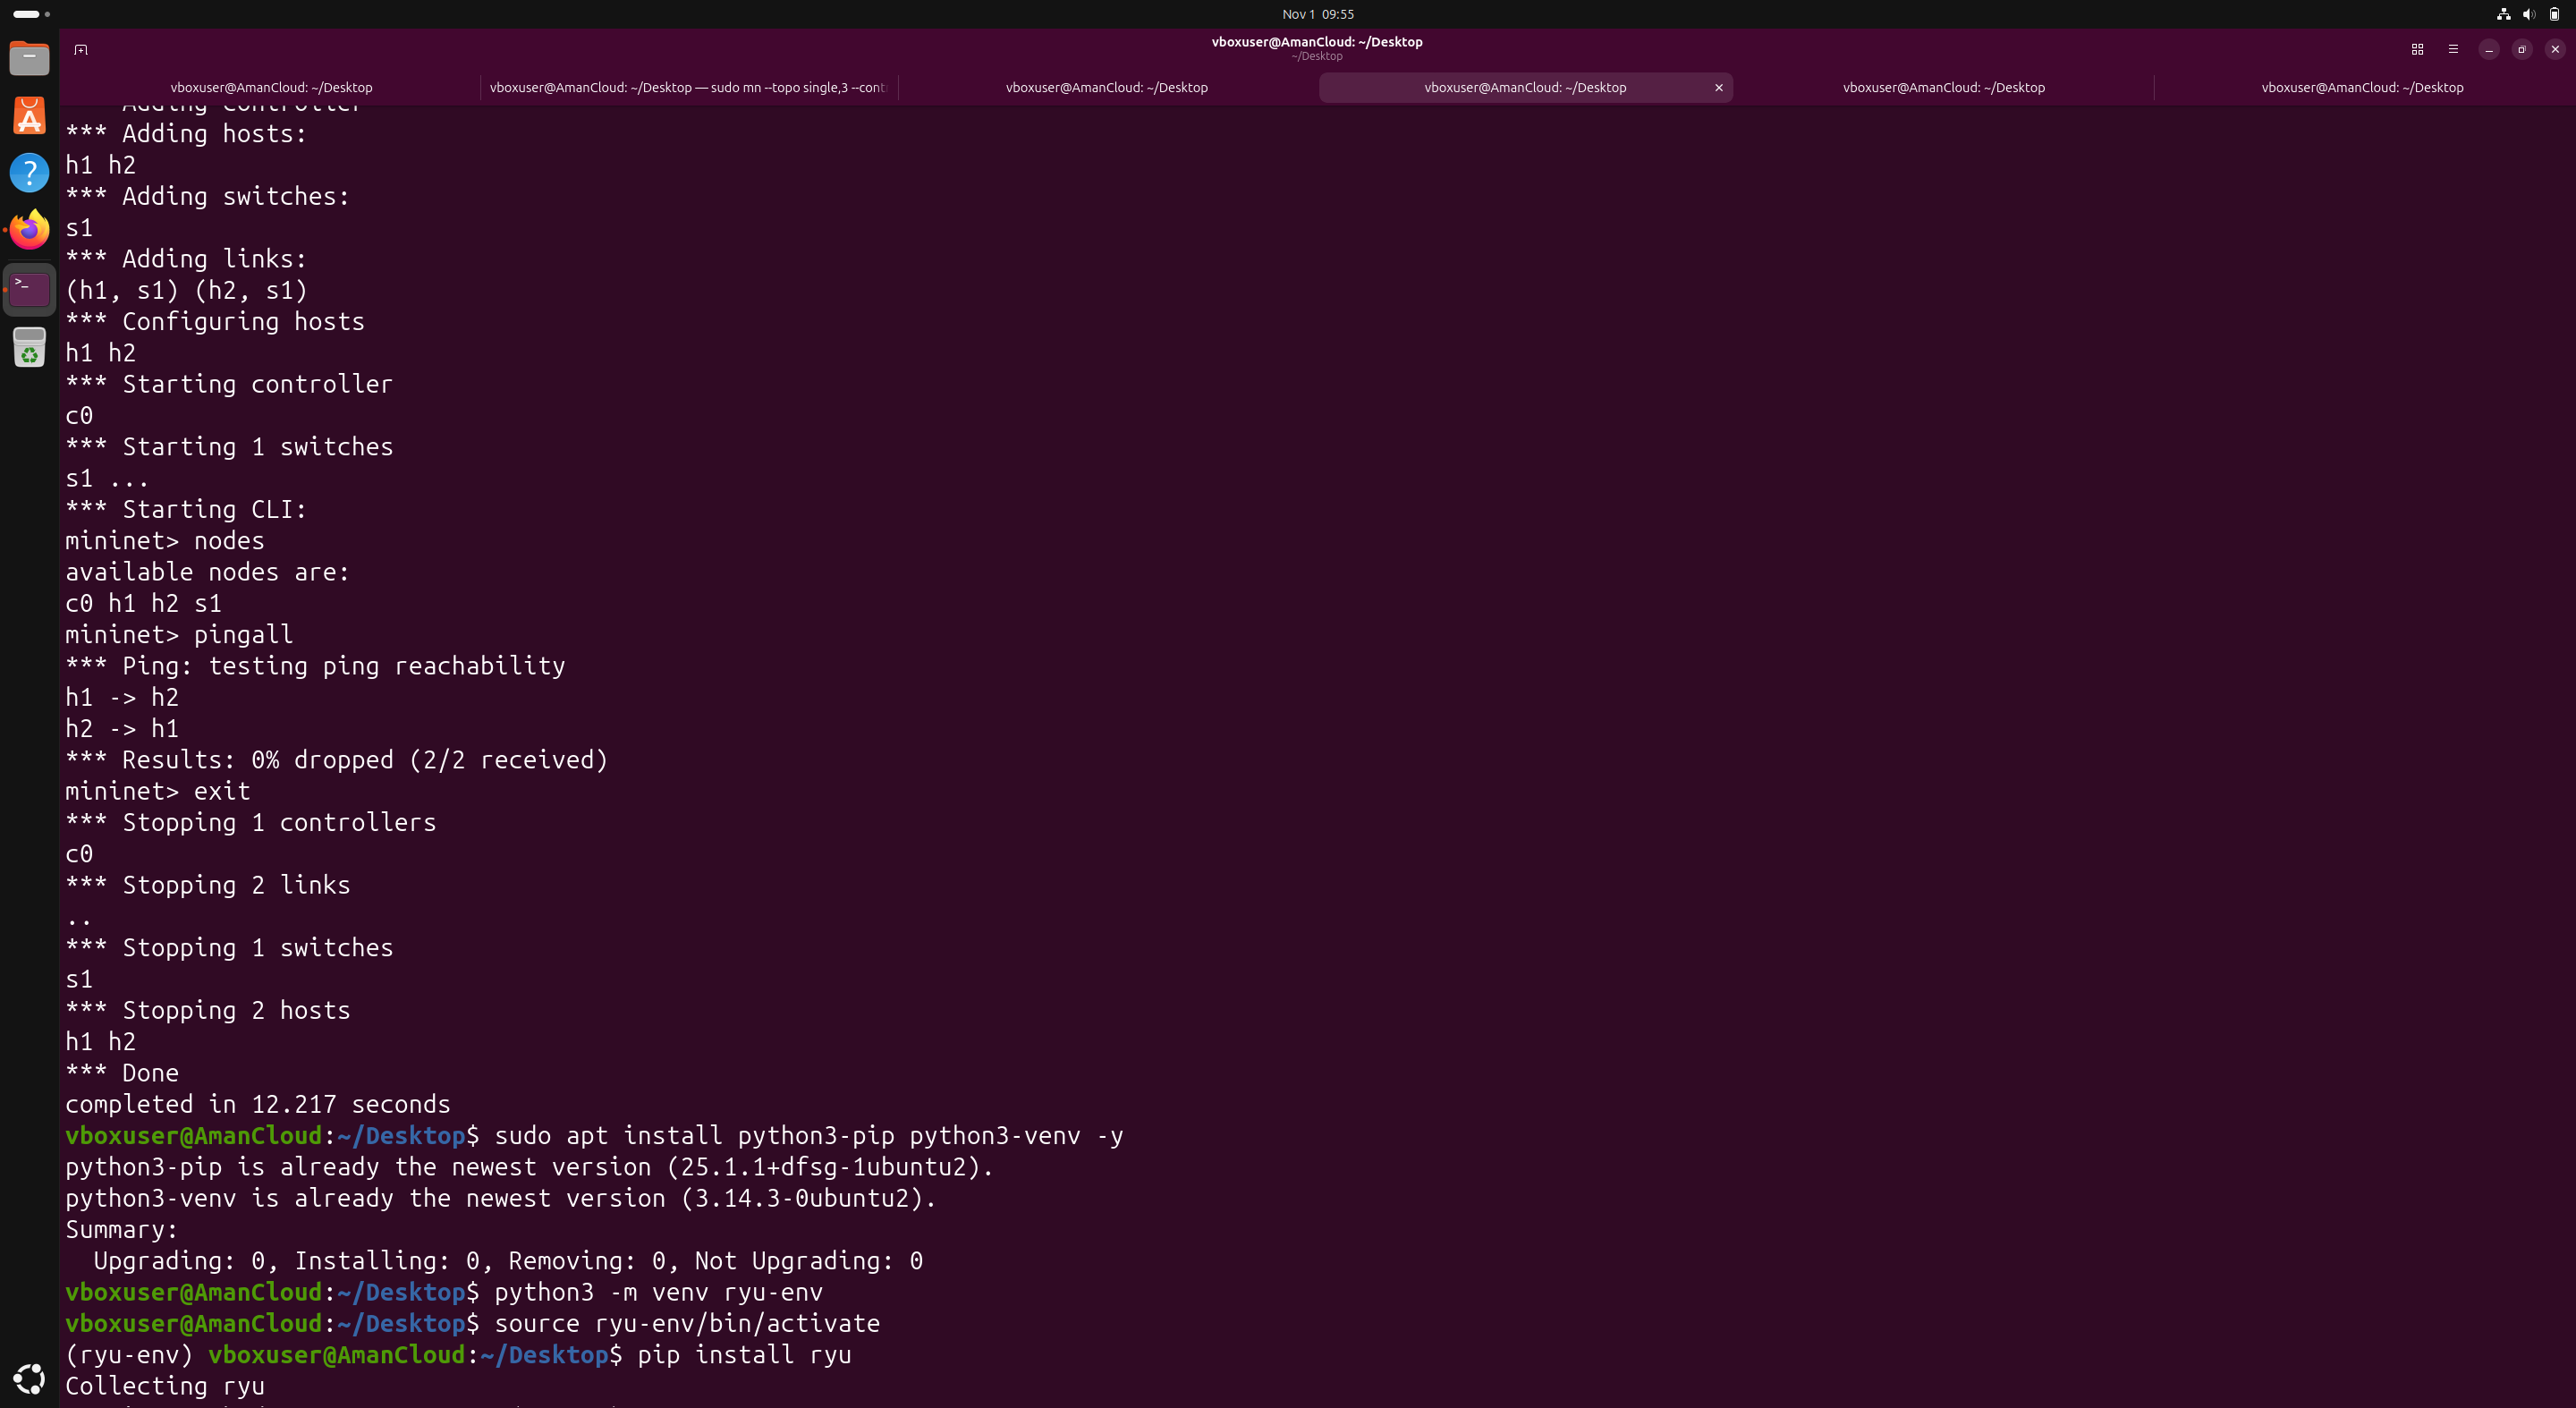 Nov 1 09:55
vboxuser@AmanCloud: ~/Desktop
~/Desktop
vboxuser@AmanCloud: ~/Desktop
vboxuser@AmanCloud: ~/Desktop — sudo mn --topo single,3 --cont
vboxuser@AmanCloud: ~/Desktop
vboxuser@AmanCloud: ~/Desktop
vboxuser@AmanCloud: ~/Desktop
vboxuser@AmanCloud: ~/Desktop
*** Adding controller
*** Adding hosts:
h1 h2
*** Adding switches:
s1
*** Adding links:
(h1, s1) (h2, s1)
*** Configuring hosts
h1 h2
*** Starting controller
c0
*** Starting 1 switches
s1 ...
*** Starting CLI:
mininet> nodes
available nodes are:
c0 h1 h2 s1
mininet> pingall
*** Ping: testing ping reachability
h1 -> h2
h2 -> h1
*** Results: 0% dropped (2/2 received)
mininet> exit
*** Stopping 1 controllers
c0
*** Stopping 2 links
..
*** Stopping 1 switches
s1
*** Stopping 2 hosts
h1 h2
*** Done
completed in 12.217 seconds
vboxuser@AmanCloud:~/Desktop$ sudo apt install python3-pip python3-venv -y
python3-pip is already the newest version (25.1.1+dfsg-1ubuntu2).
python3-venv is already the newest version (3.14.3-0ubuntu2).
Summary:
  Upgrading: 0, Installing: 0, Removing: 0, Not Upgrading: 0
vboxuser@AmanCloud:~/Desktop$ python3 -m venv ryu-env
vboxuser@AmanCloud:~/Desktop$ source ryu-env/bin/activate
(ryu-env) vboxuser@AmanCloud:~/Desktop$ pip install ryu
Collecting ryu